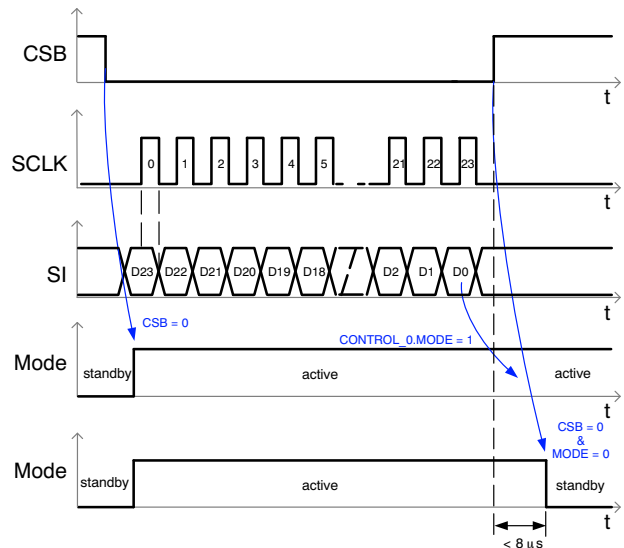 CSB
t
SCLK
0 1 2 3 4 5 21 22 23
t
SI
D23 D22 D21 D20 D19 D18 D2 D1 D0
t
CSB = 0
CONTROL_0.MODE = 1
Mode
standby active active
t
CSB = 0
&
MODE = 0
Mode
standby active standby
t
< 8 µs